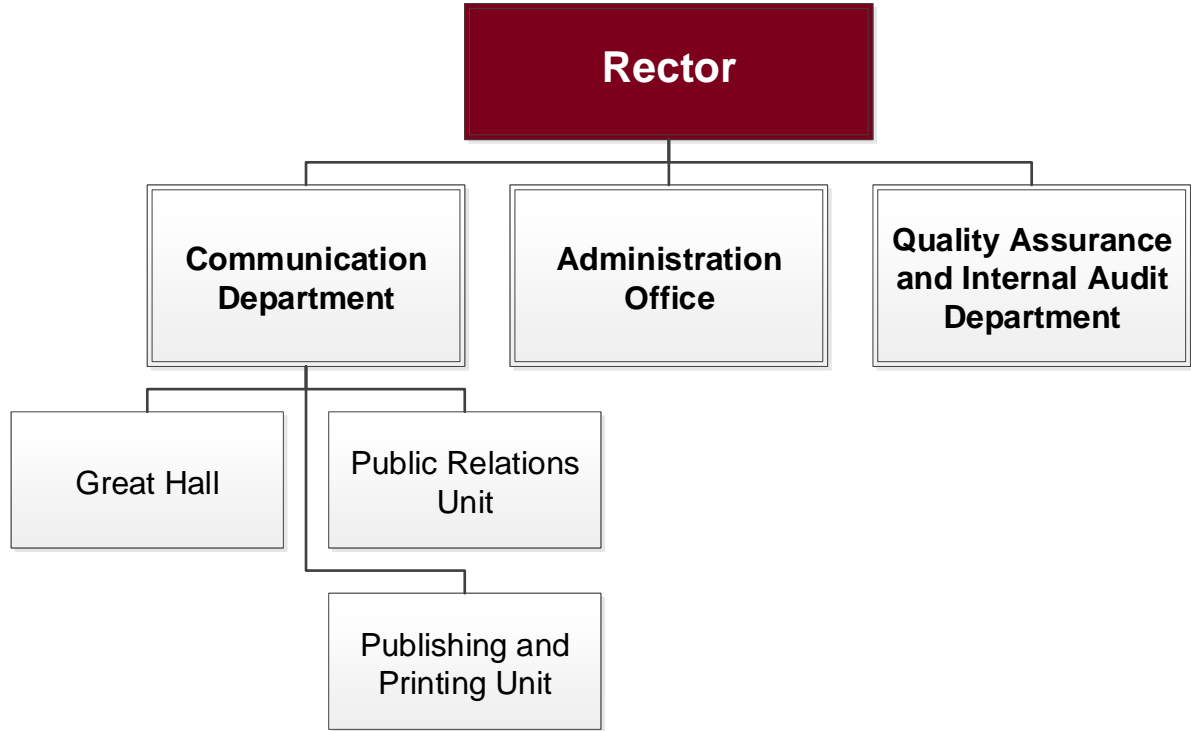 Rector
Communication
Department
Administration
Office
Quality Assurance
and Internal Audit
Department
Great Hall
Public Relations
Unit
Publishing and
Printing Unit